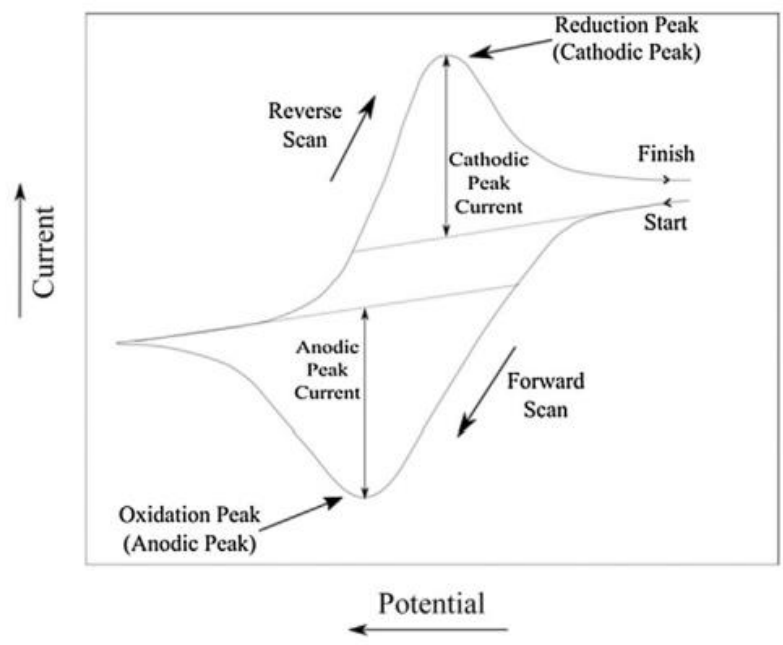 Reduction Peak
(Cathodic Peak)
Reverse
Scan
Cathodic
Peak
Current
Finish
Start
Current
Anodic
Peak
Current
Forward
Scan
Oxidation Peak
(Anodic Peak)
Potential